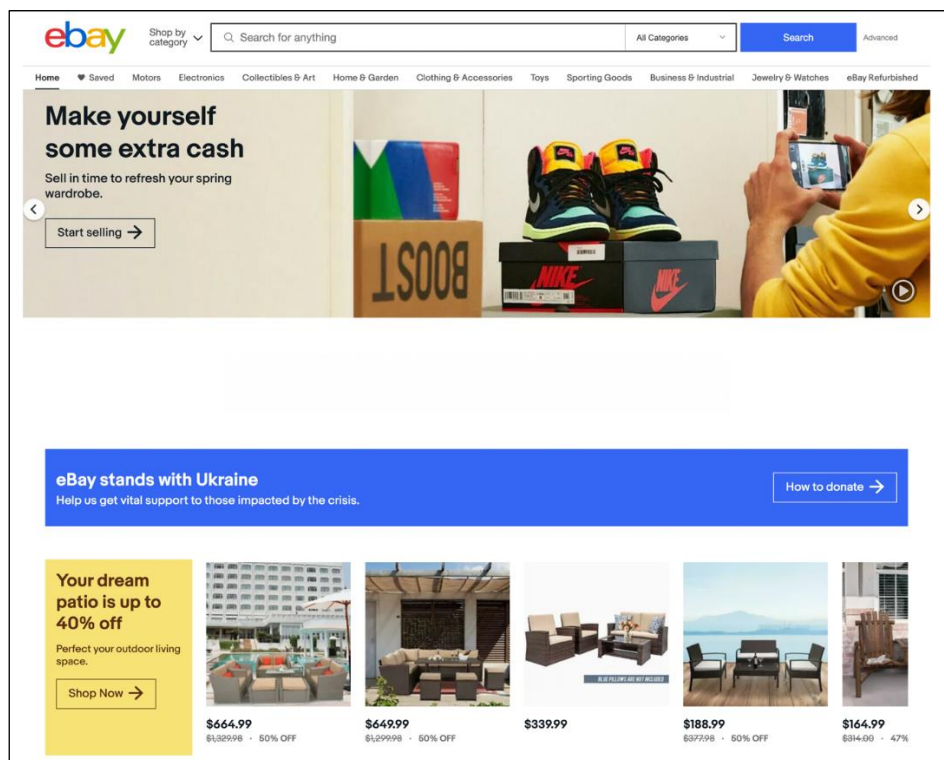 ebay
Shop by
category
Search for anything
All Categories
Search
Advanced
Home
Saved
Motors
Electronics
Collectibles & Art
Home & Garden
Clothing & Accessories
Toys
Sporting Goods
Business & Industrial
Jewelry & Watches
eBay Refurbished
Make yourself
some extra cash
Sell in time to refresh your spring
wardrobe.
Start selling
BOOST
NIKE
NIKE
eBay stands with Ukraine
Help us get vital support to those impacted by the crisis.
How to donate
Your dream
patio is up to
40% off
Perfect your outdoor living
space.
Shop Now
BLUE PILLOWS ARE NOT INCLUDED
$664.99
$1,329.98 · 50% OFF
$649.99
$1,299.98 · 50% OFF
$339.99
$188.99
$377.98 · 50% OFF
$164.99
$314.00 · 47%